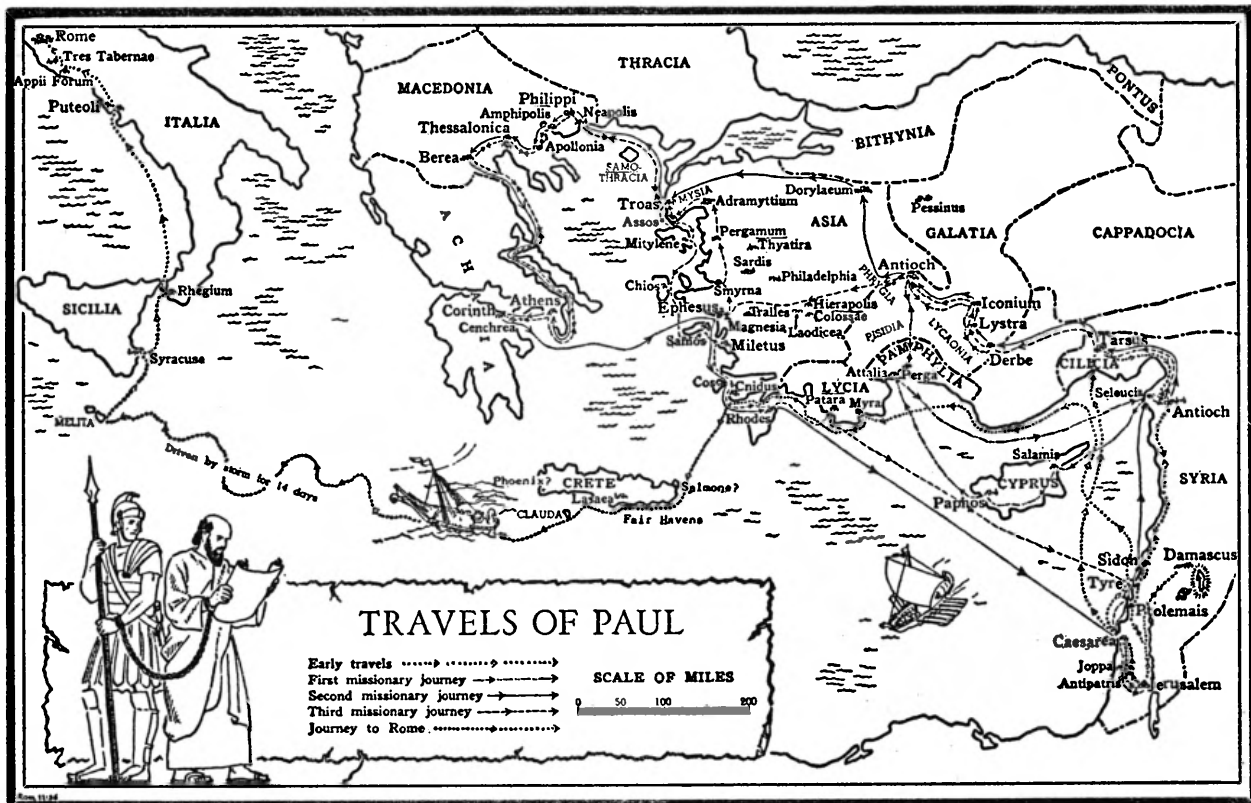 Rome
Tres Tabernae
Appii Forum
Puteoli
ITALIA
SICILIA
Rhegium
Syracuse
MELITA
Driven by storm for 14 days
MACEDONIA
THRACIA
Philippi
Neapolis
Amphipolis
Thessalonica
Apollonia
Berea
SAMO-
THRACIA
ACHAIA
Athens
Corinth
Cenchrea
PONTUS
BITHYNIA
MYSIA
Dorylaeum
Troas
Adramyttium
Assos
Mitylene
ASIA
Pessinus
GALATIA
CAPPADOCIA
Pergamum
Thyatira
Sardis
Philadelphia
PHRYGIA
Antioch
Chios
Smyrna
Ephesus
Tralles
Hierapolis
Colossae
Magnesia
Laodicea
Samos
Miletus
PISIDIA
LYCAONIA
Iconium
Lystra
Derbe
PAMPHYLIA
Attalia
Perga
Tarsus
CILICIA
Cos
Cnidus
LYCIA
Patara
Myra
Rhodes
Seleucia
Antioch
Salamis
CYPRUS
Paphos
SYRIA
Phoenix?
CRETE
Lasaea
Salmone?
CLAUDA
Fair Havens
Sidon
Damascus
Tyre
Ptolemais
Caesarea
Joppa
Antipatris
Jerusalem
TRAVELS OF PAUL
Early travels
First missionary journey
Second missionary journey
Third missionary journey
Journey to Rome
SCALE OF MILES
0 50 100 200